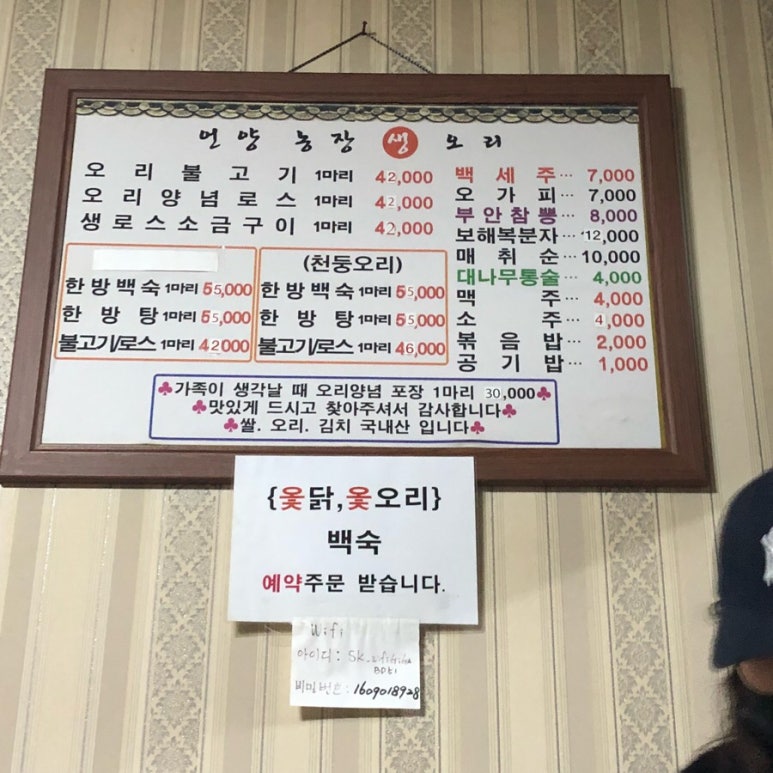 언양 농장 생 오리
오리불고기 1마리 42,000
오리양념로스 1마리 42,000
생로스소금구이 1마리 42,000
한방백숙 1마리 55,000
한방탕 1마리 55,000
불고기/로스 1마리 42000
(천둥오리)
한방백숙 1마리 55,000
한방탕 1마리 55,000
불고기/로스 1마리 46,000
백세주··· 7,000
오가피··· 7,000
부안참뽕··· 8,000
보해복분자··· 12,000
매취순··· 10,000
대나무통술··· 4,000
맥주··· 4,000
소주··· 4,000
볶음밥··· 2,000
공기밥··· 1,000
♣가족이 생각날 때 오리양념 포장 1마리 30,000♣
♣맛있게 드시고 찾아주셔서 감사합니다♣
♣쌀. 오리. 김치 국내산 입니다♣
{옻닭,옻오리}
백숙
예약주문 받습니다.
Wifi
아이디 : SK
비밀번호 : 1609018928